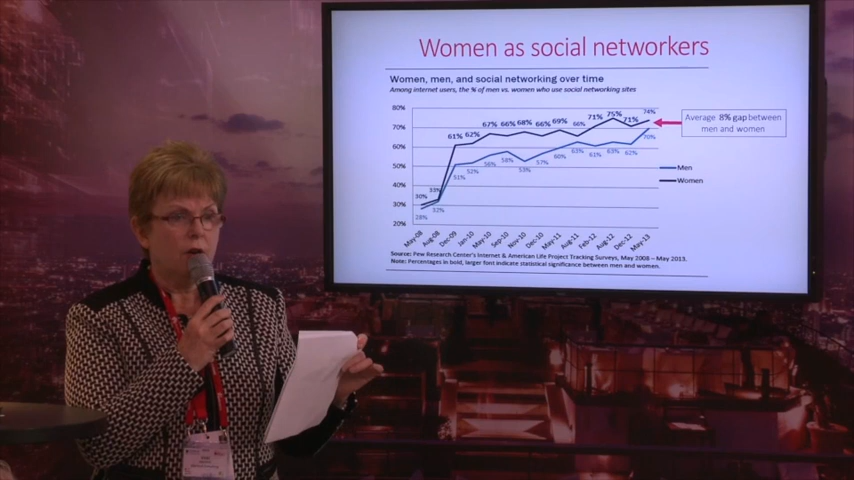 Women as social networkers
Women, men, and social networking over time
Among internet users, the % of men vs. women who use social networking sites
80%
70%
60%
50%
40%
30%
20%
30%
33%
61%
62%
67%
66%
68%
66%
69%
66%
71%
75%
71%
74%
28%
32%
51%
52%
56%
58%
53%
57%
60%
63%
61%
63%
62%
70%
Average 8% gap between
men and women
Men
Women
May-08
Aug-08
Dec-09
Jan-10
May-10
Sep-10
Nov-10
Dec-10
May-11
Aug-11
Feb-12
Aug-12
Dec-12
May-13
Source: Pew Research Center's Internet & American Life Project Tracking Surveys, May 2008 – May 2013.
Note: Percentages in bold, larger font indicate statistical significance between men and women.